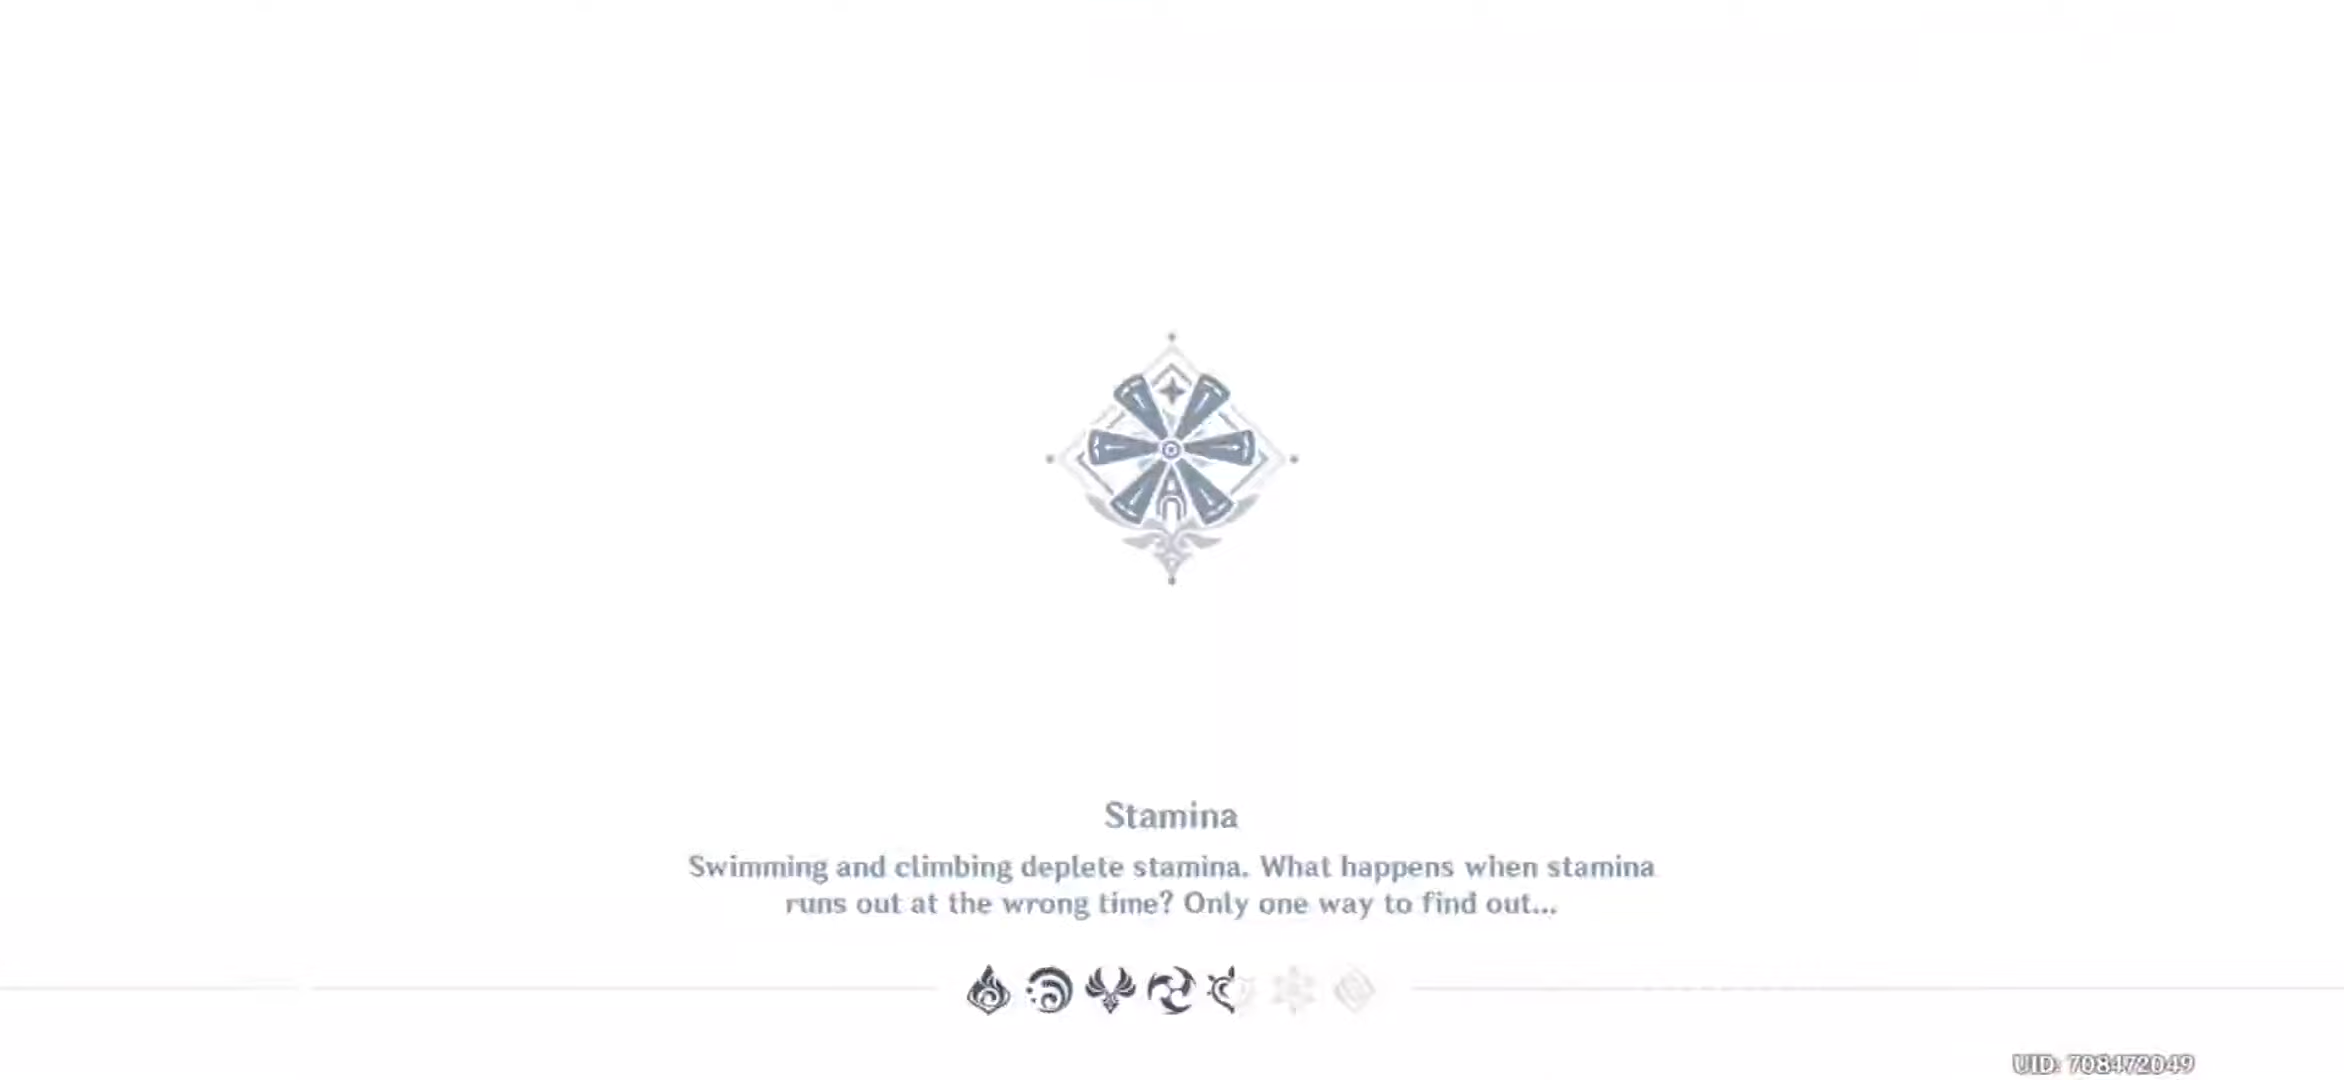 Stamina
Swimming and climbing deplete stamina. What happens when stamina
runs out at the wrong time? Only one way to find out...
UID: 708472049